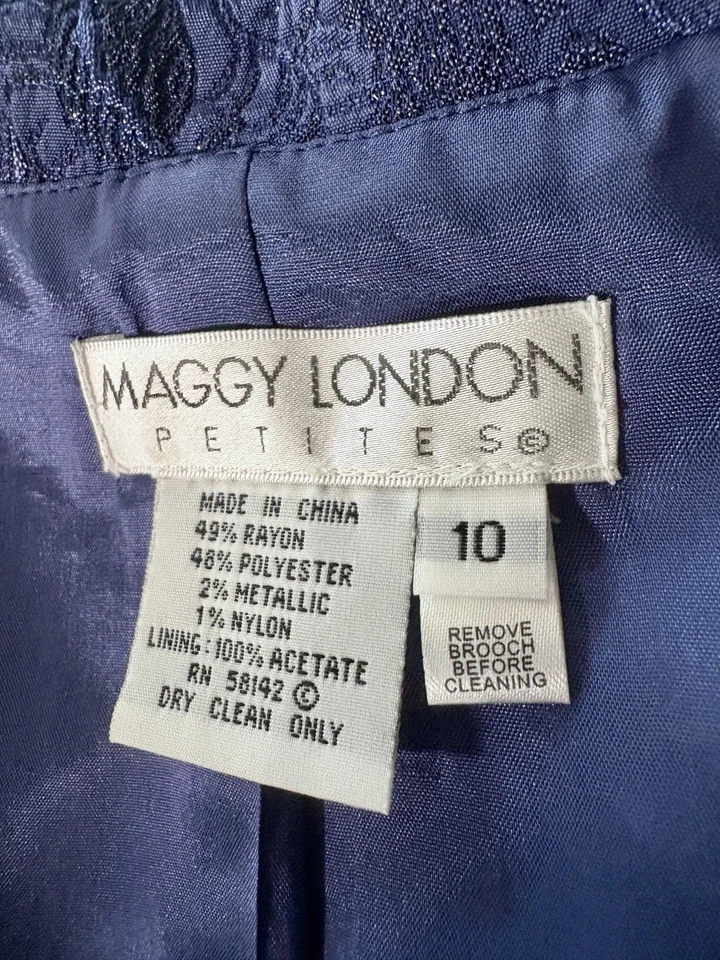 MAGGY LONDON
PETITES©
MADE IN CHINA
49% RAYON
48% POLYESTER
2% METALLIC
1% NYLON
LINING: 100% ACETATE
RN 58142 ©
DRY CLEAN ONLY
10
REMOVE
BROOCH
BEFORE
CLEANING